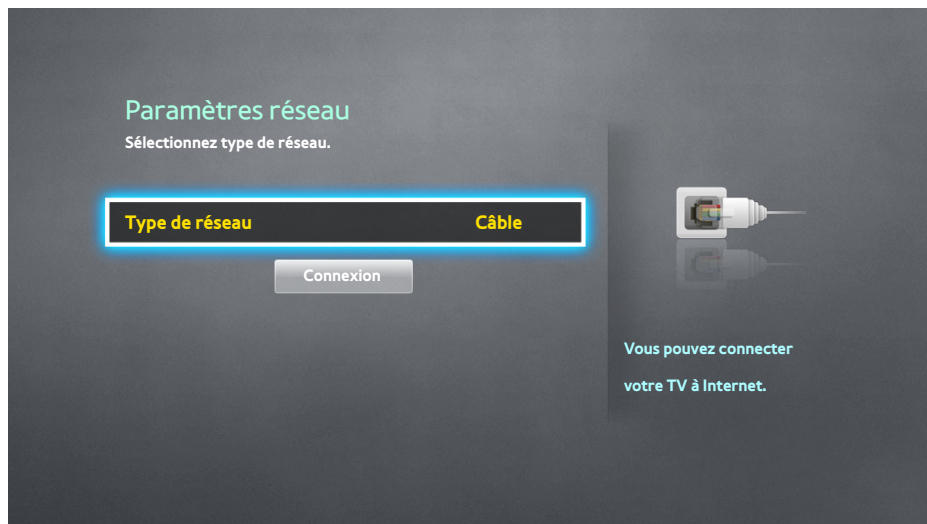 Paramètres réseau
Sélectionnez type de réseau.
Type de réseau Câble
Connexion
Vous pouvez connecter
votre TV à Internet.